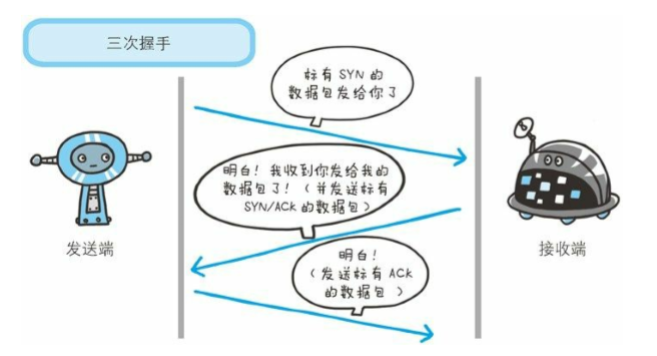 三次握手
标有 SYN 的
数据包发给你了
明白！我收到你发给我的
数据包了！（并发送标有
SYN/ACK 的数据包）
发送端
接收端
明白！
（发送标有 ACK
的数据包）